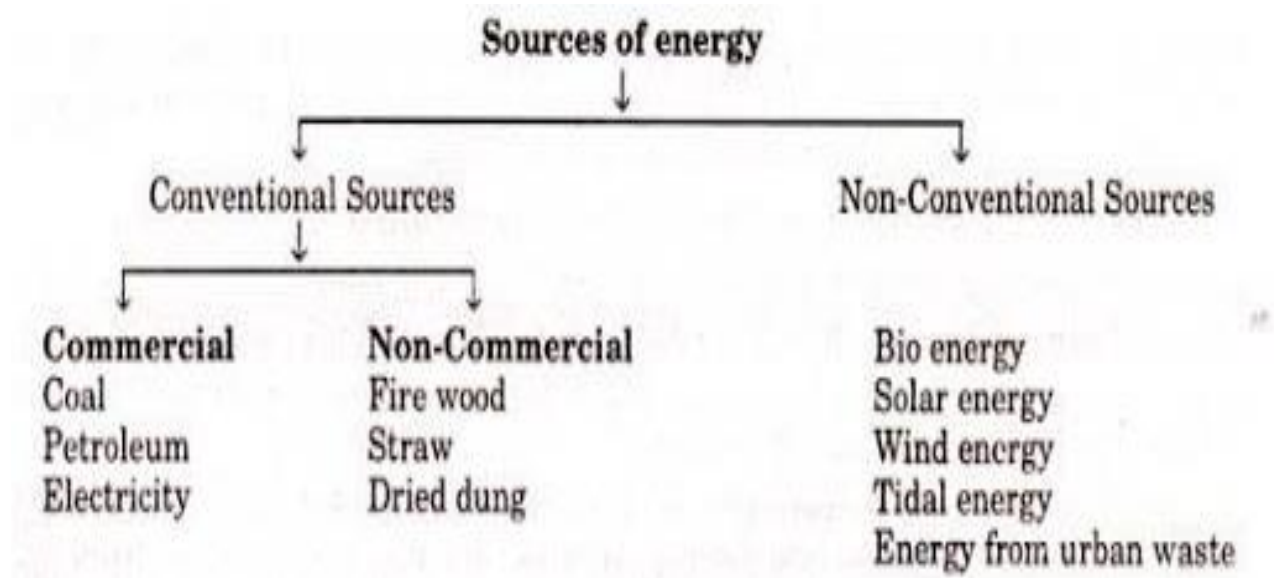 Sources of energy
Conventional Sources
Non-Conventional Sources
Commercial
Coal
Petroleum
Electricity
Non-Commercial
Fire wood
Straw
Dried dung
Bio energy
Solar energy
Wind encrgy
Tidal energy
Energy from urban waste